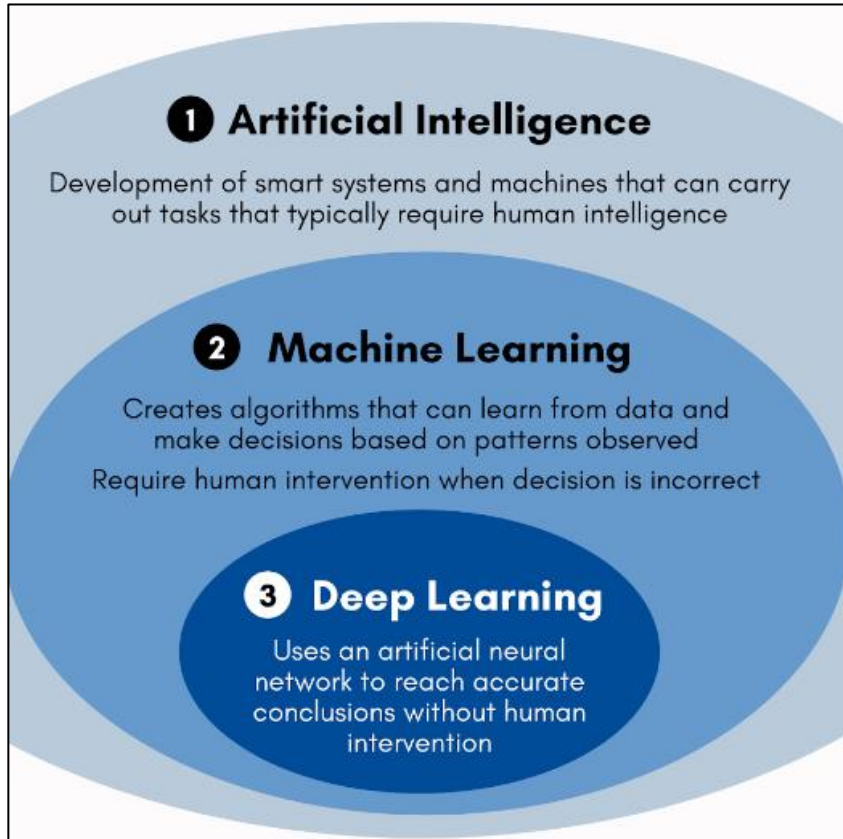 1 Artificial Intelligence
Development of smart systems and machines that can carry
out tasks that typically require human intelligence
2 Machine Learning
Creates algorithms that can learn from data and
make decisions based on patterns observed
Require human intervention when decision is incorrect
3 Deep Learning
Uses an artificial neural
network to reach accurate
conclusions without human
intervention